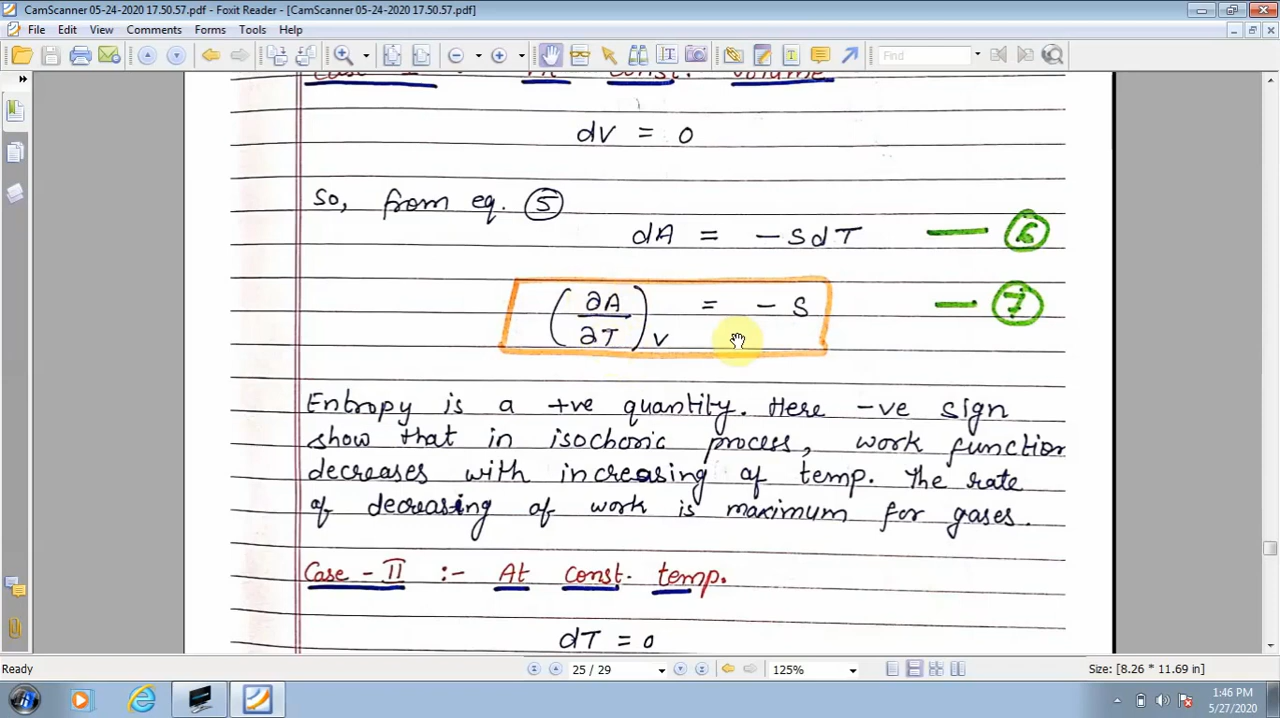 CamScanner 05-24-2020 17.50.57.pdf - Foxit Reader - [CamScanner 05-24-2020 17.50.57.pdf]
File Edit View Comments Forms Tools Help
Find
At const. volume
dv = 0
So, from eq. ⑤
dA = - SdT — ⑥
(∂A/∂T)v = - S — ⑦
Entropy is a +ve quantity. Here -ve sign
show that in isochoric process, work function
decreases with increasing of temp. The rate
of decreasing of work is maximum for gases.
Case - II :- At const. temp.
dT = 0
Ready
25 / 29
125%
Size: [8.26 * 11.69 in]
1:46 PM
5/27/2020